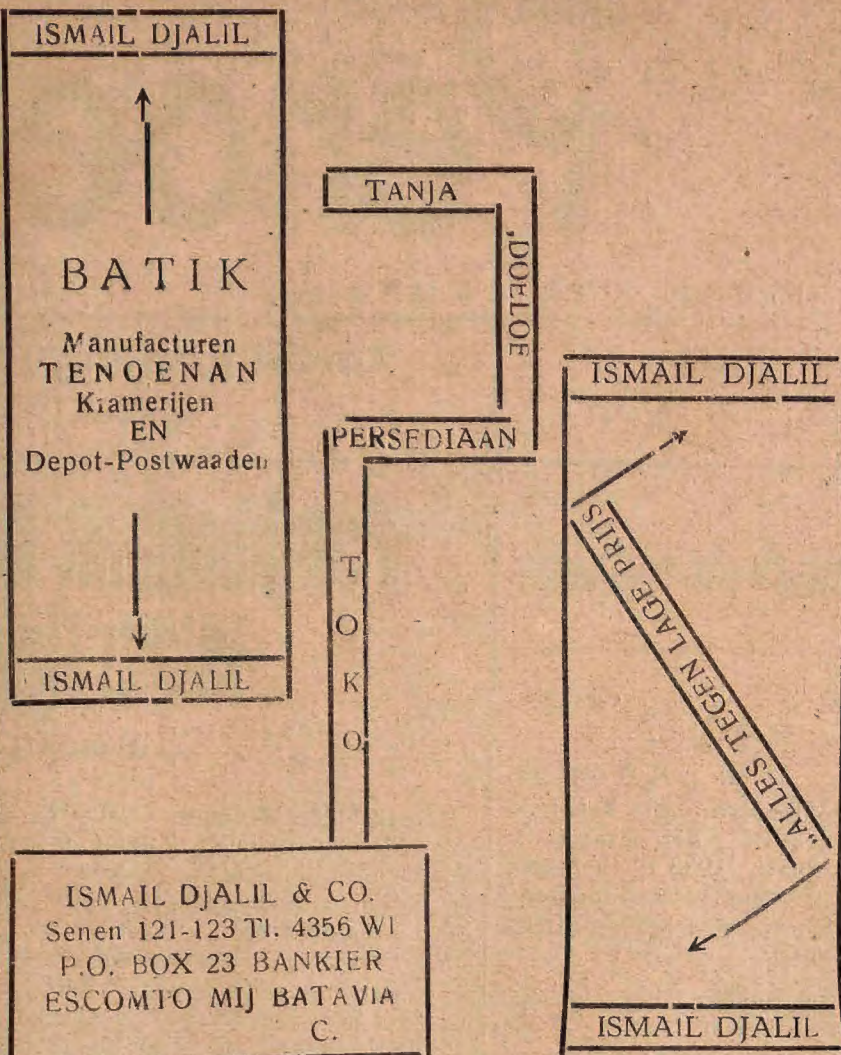 ISMAIL DJALIL
BATIK
Manufacturen
TENOENAN
Kramerijen
EN
Depot-Postwaaden
ISMAIL DJALIL
TANJA
DOELOE
PERSEDIAAN
TOKO
ISMAIL DJALIL & CO.
Senen 121-123 Tl. 4356 Wl
P.O. BOX 23 BANKIER
ESCOMTO MIJ BATAVIA
C.
ISMAIL DJALIL
„ALLES TEGEN LAGE PRIJS
ISMAIL DJALIL